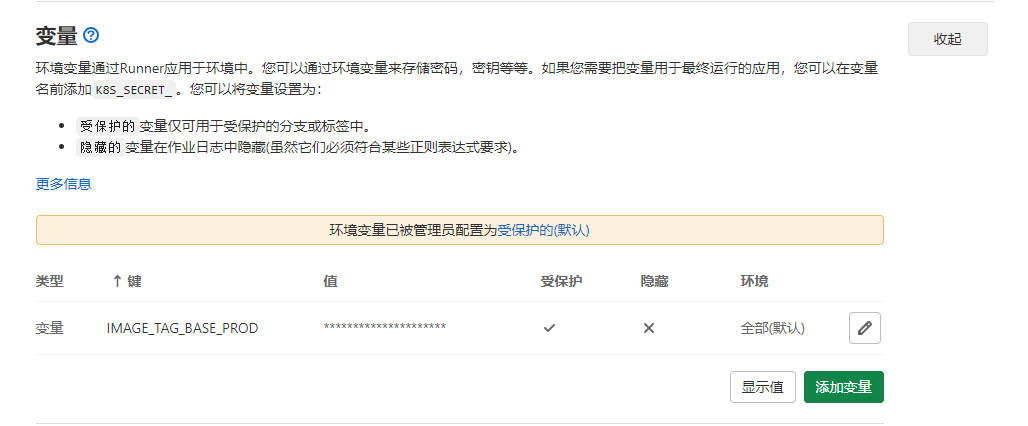 变量
收起
环境变量通过Runner应用于环境中。您可以通过环境变量来存储密码，密钥等等。如果您需要把变量用于最终运行的应用，您可以在变量
名前添加 K8S_SECRET_ 。您可以将变量设置为：
• 受保护的 变量仅可用于受保护的分支或标签中。
• 隐藏的 变量在作业日志中隐藏(虽然它们必须符合某些正则表达式要求)。
更多信息
环境变量已被管理员配置为受保护的(默认)
类型 ↑ 键 值 受保护 隐藏 环境
变量 IMAGE_TAG_BASE_PROD ********************* 全部(默认)
显示值 添加变量